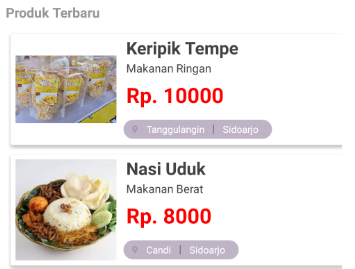 Produk Terbaru
Keripik Tempe
Makanan Ringan
Rp. 10000
Tanggulangin | Sidoarjo
Nasi Uduk
Makanan Berat
Rp. 8000
Candi | Sidoarjo